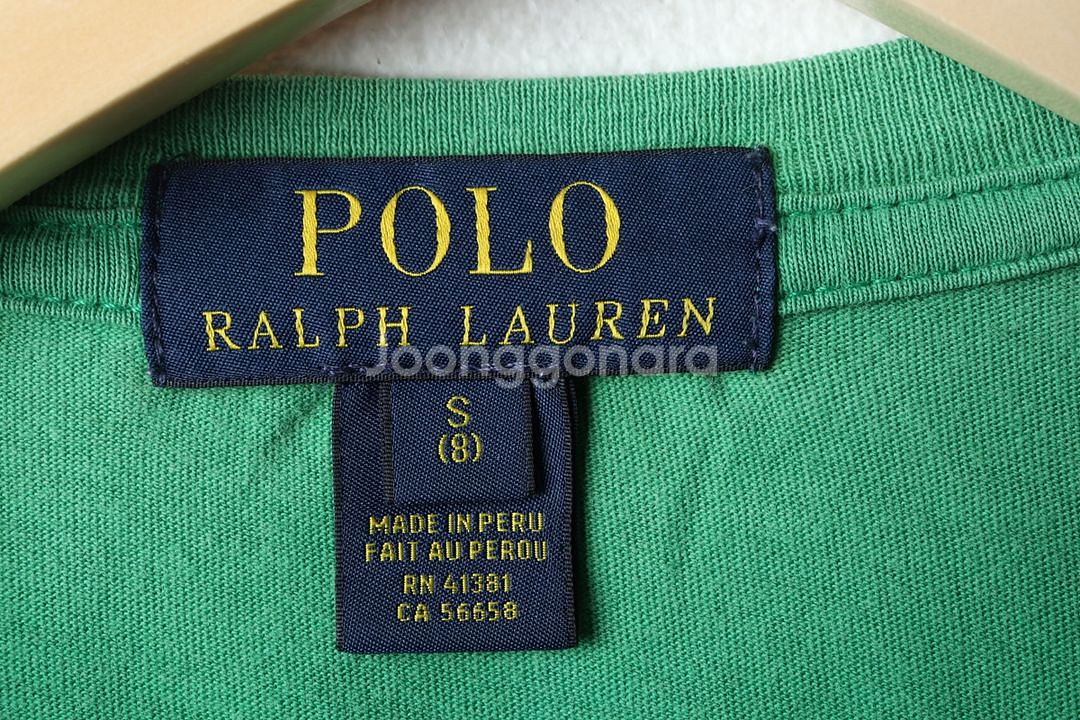 POLO
RALPH LAUREN
Joonggonara
S
(8)
MADE IN PERU
FAIT AU PEROU
RN 41381
CA 56658